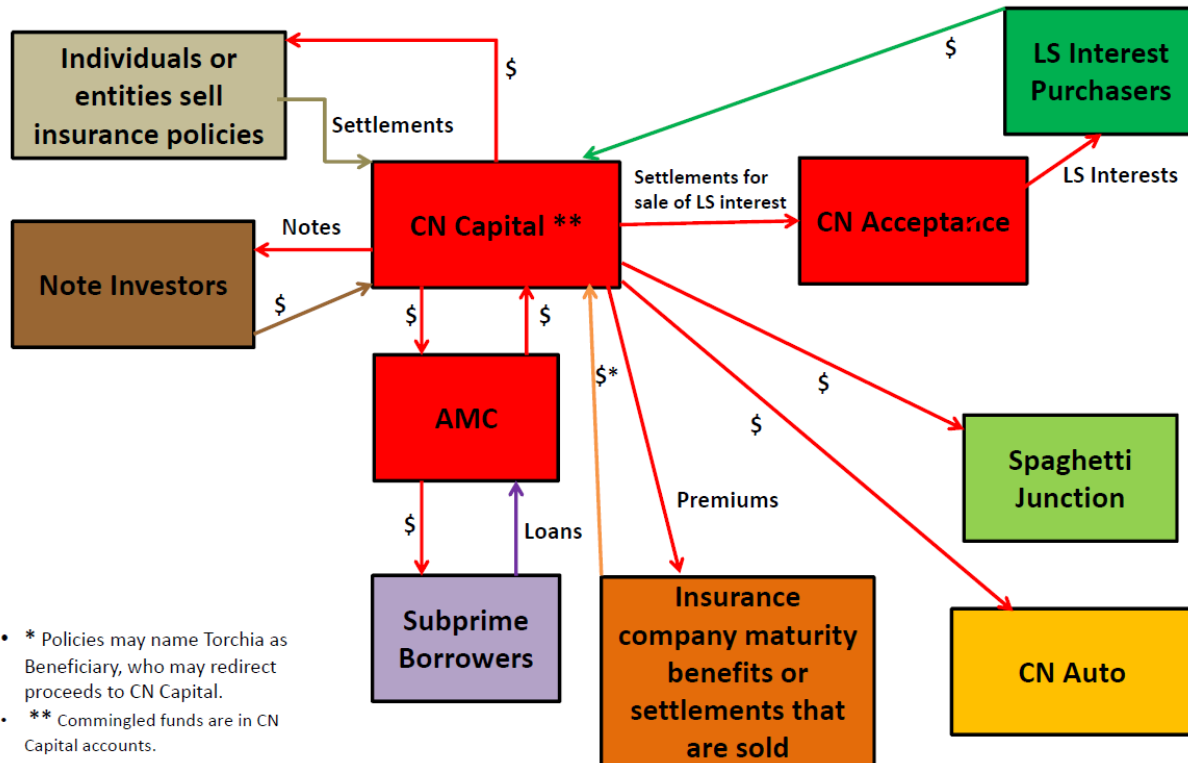 Individuals or
entities sell
insurance policies
$
Settlements
$
LS Interest
Purchasers
CN Capital **
Settlements for
sale of LS interest
CN Acceptance
LS Interests
Notes
Note Investors
$
$
$
$*
$
$
AMC
Spaghetti
Junction
Premiums
$
Loans
Subprime
Borrowers
Insurance
company maturity
benefits or
settlements that
are sold
CN Auto
• * Policies may name Torchia as
Beneficiary, who may redirect
proceeds to CN Capital.
• ** Commingled funds are in CN
Capital accounts.